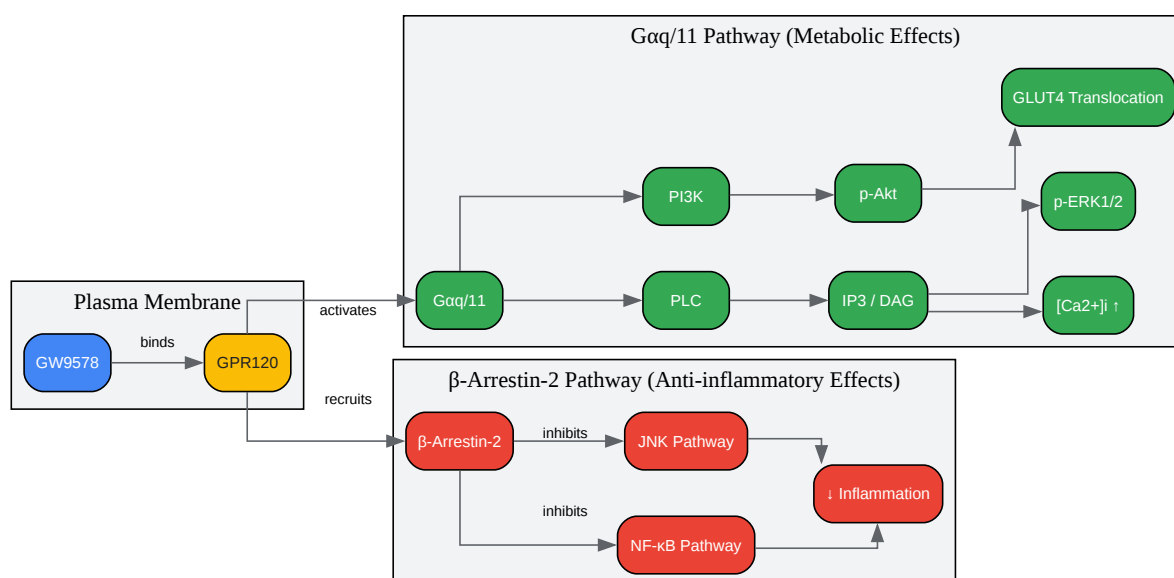 Gαq/11 Pathway (Metabolic Effects)
GLUT4 Translocation
PI3K
p-Akt
p-ERK1/2
Plasma Membrane
activates
Gαq/11
PLC
IP3 / DAG
[Ca2+]i ↑
GW9578
binds
GPR120
β-Arrestin-2 Pathway (Anti-inflammatory Effects)
recruits
β-Arrestin-2
inhibits
JNK Pathway
↓ Inflammation
inhibits
NF-κB Pathway